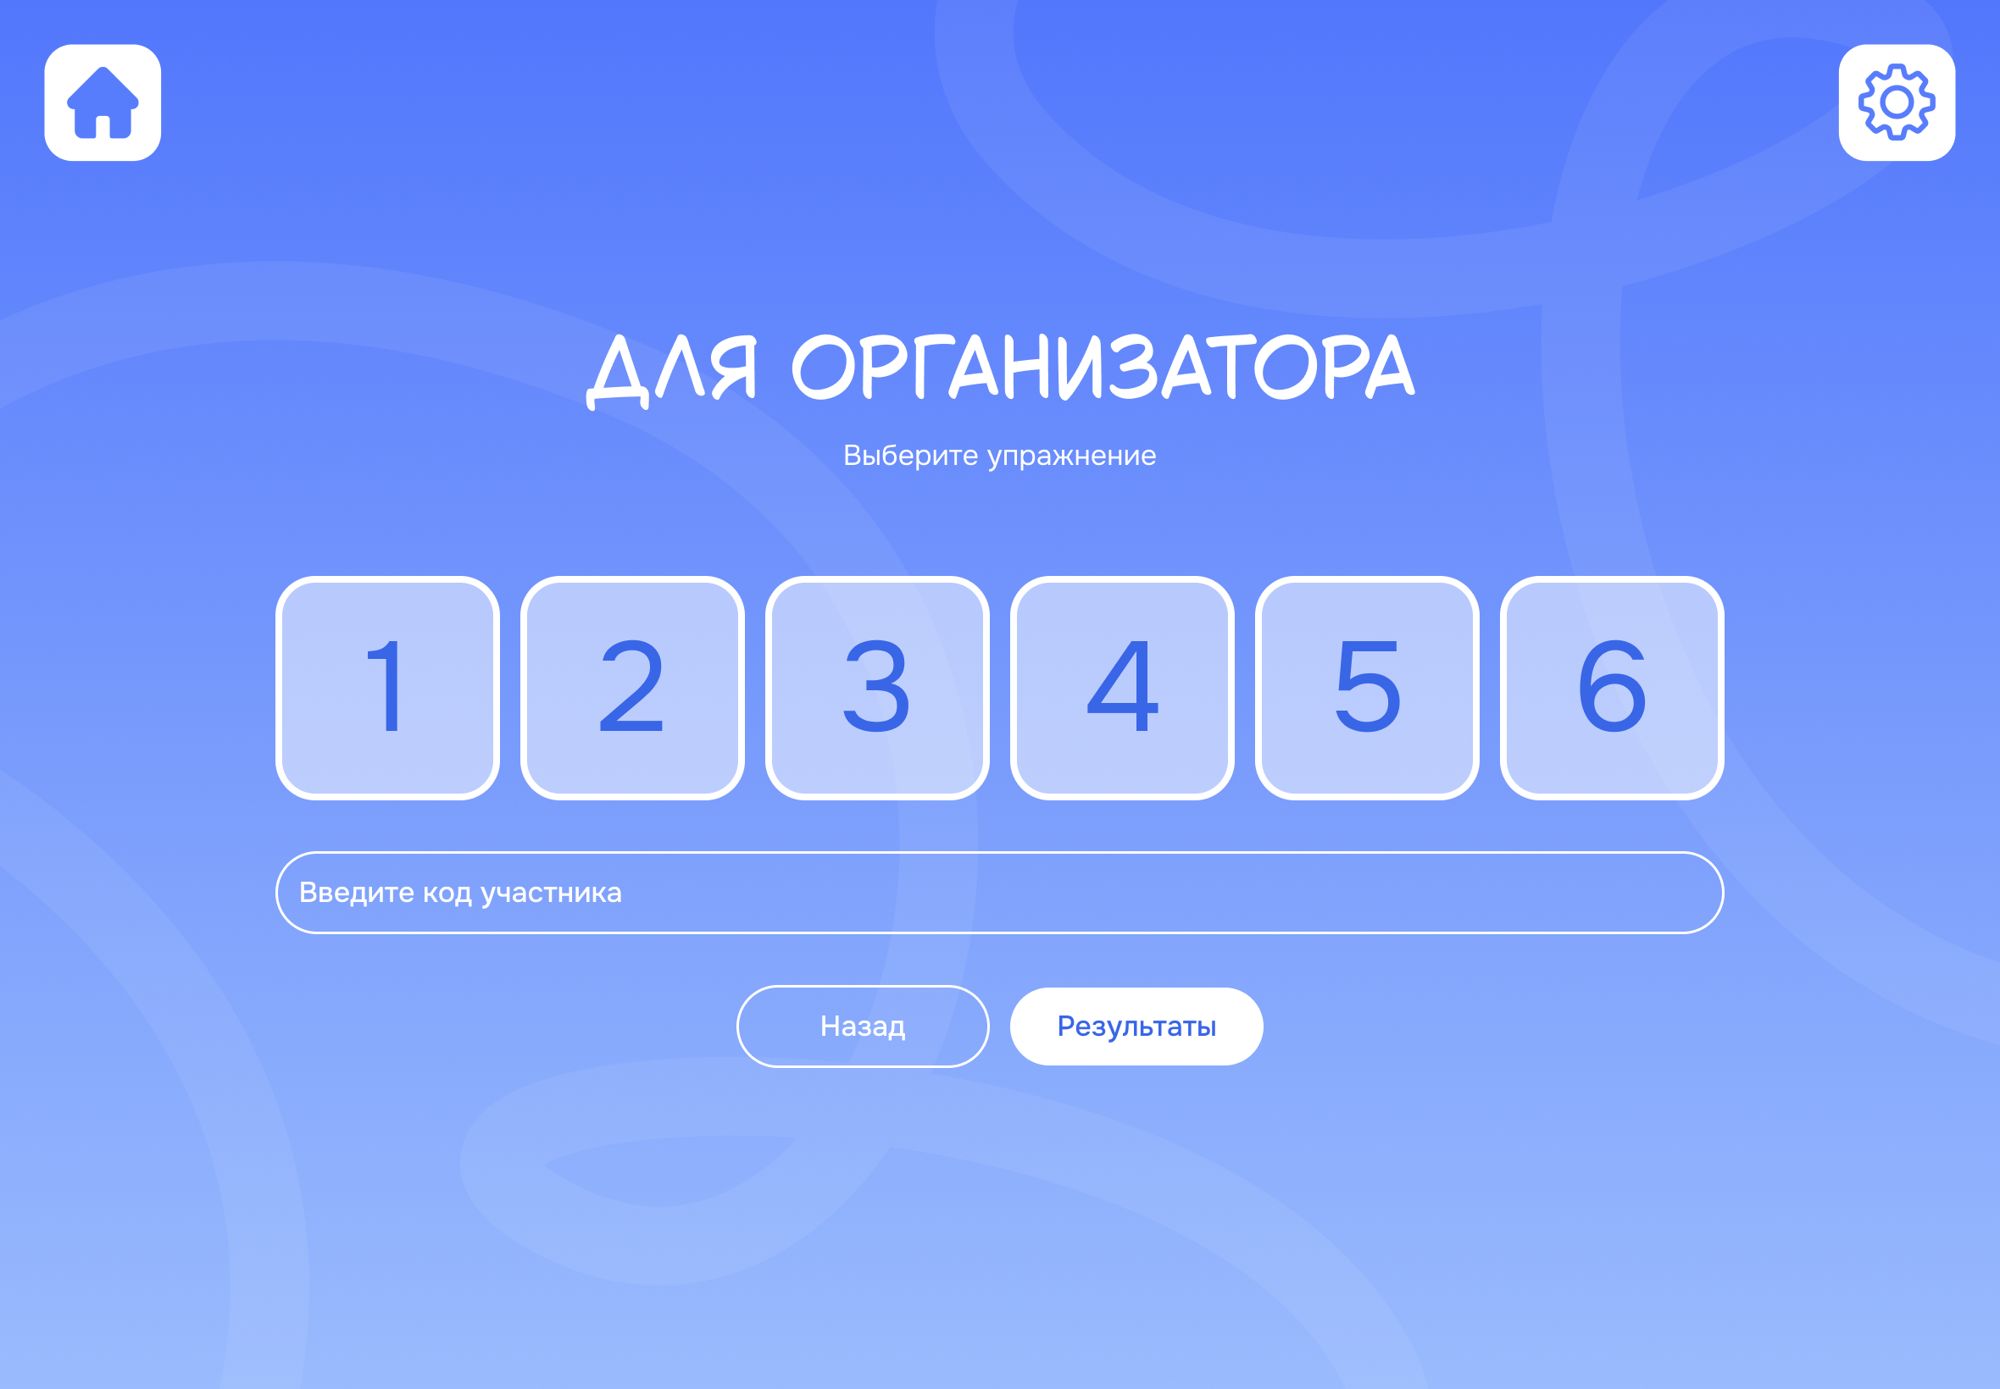 ДЛЯ ОРГАНИЗАТОРА
Выберите упражнение
1 2 3 4 5 6
Введите код участника
Назад Результаты